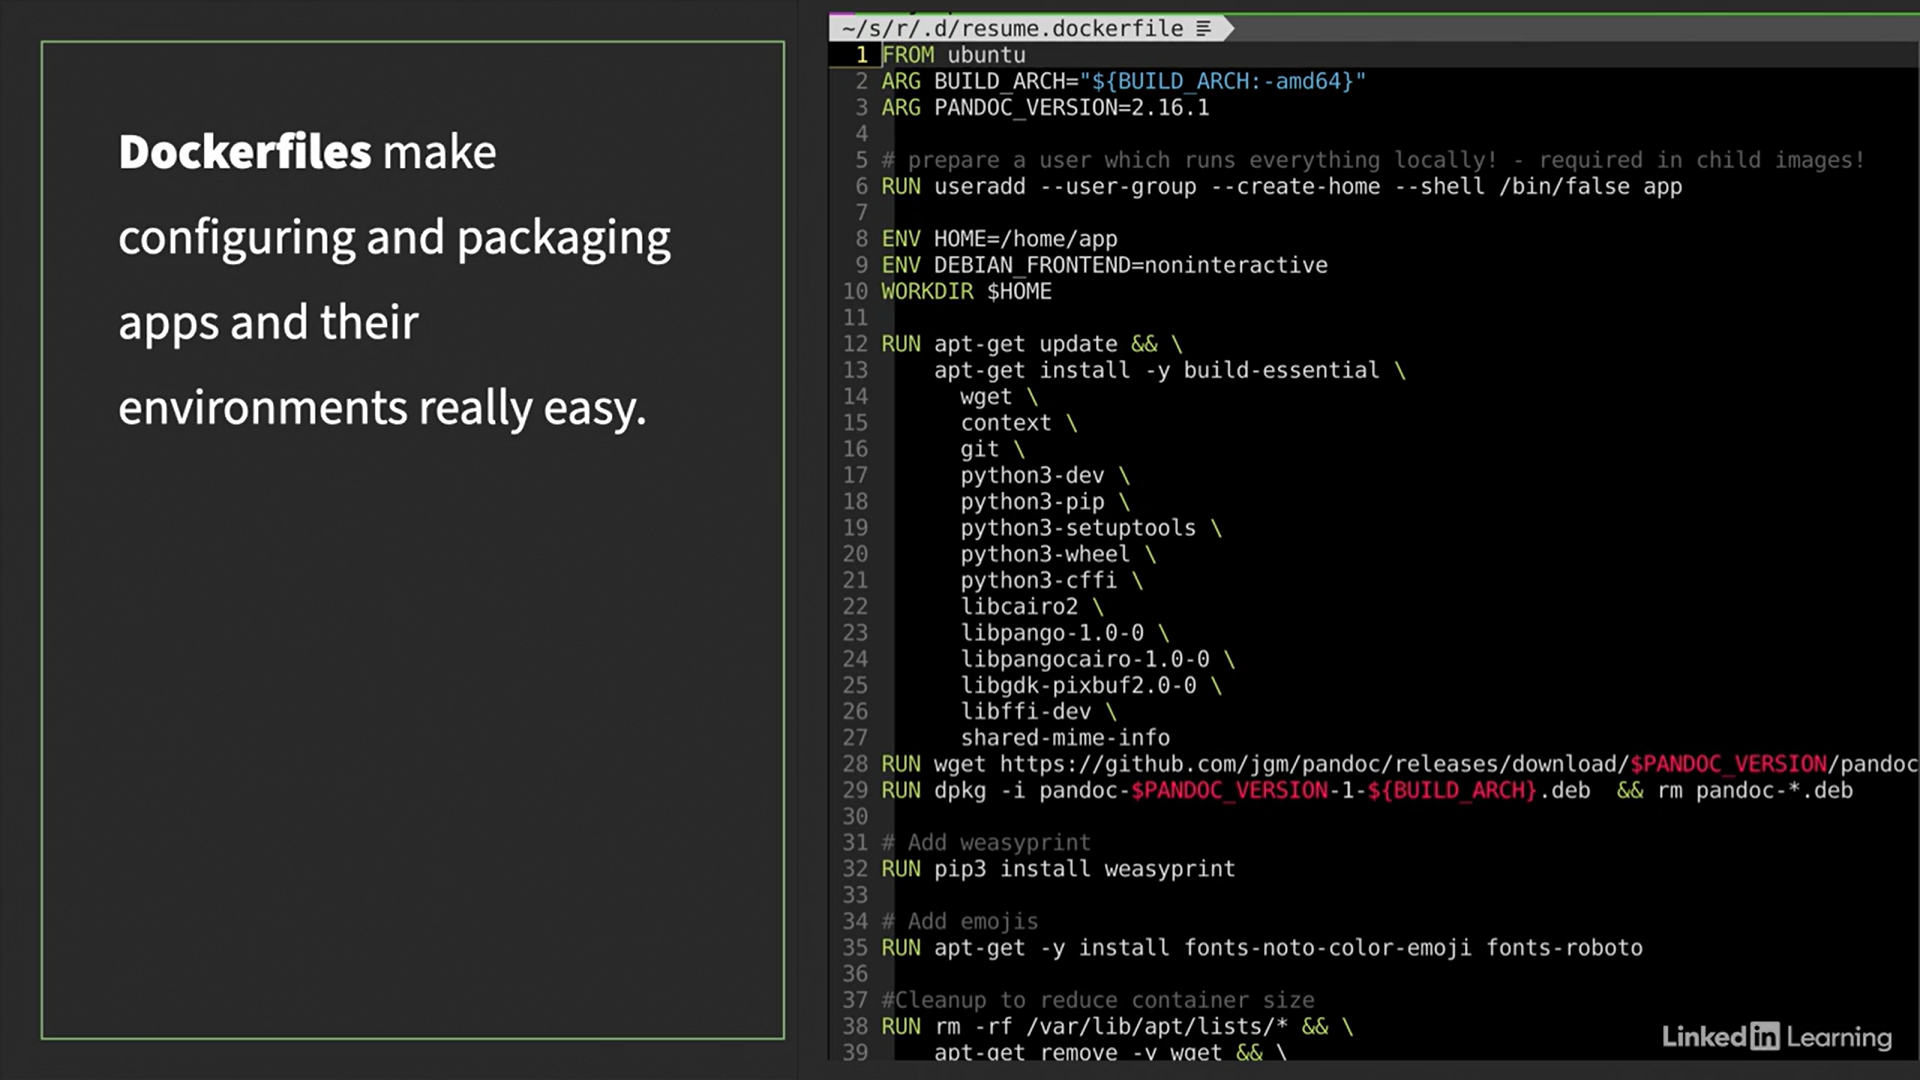 Dockerfiles make
configuring and packaging
apps and their
environments really easy.
~/s/r/.d/resume.dockerfile
1 FROM ubuntu
2 ARG BUILD_ARCH="${BUILD_ARCH:-amd64}"
3 ARG PANDOC_VERSION=2.16.1
4
5 # prepare a user which runs everything locally! - required in child images!
6 RUN useradd --user-group --create-home --shell /bin/false app
7
8 ENV HOME=/home/app
9 ENV DEBIAN_FRONTEND=noninteractive
10 WORKDIR $HOME
11
12 RUN apt-get update && \
13 apt-get install -y build-essential \
14 wget \
15 context \
16 git \
17 python3-dev \
18 python3-pip \
19 python3-setuptools \
20 python3-wheel \
21 python3-cffi \
22 libcairo2 \
23 libpango-1.0-0 \
24 libpangocairo-1.0-0 \
25 libgdk-pixbuf2.0-0 \
26 libffi-dev \
27 shared-mime-info
28 RUN wget https://github.com/jgm/pandoc/releases/download/$PANDOC_VERSION/pandoc
29 RUN dpkg -i pandoc-$PANDOC_VERSION-1-${BUILD_ARCH}.deb && rm pandoc-*.deb
30
31 # Add weasyprint
32 RUN pip3 install weasyprint
33
34 # Add emojis
35 RUN apt-get -y install fonts-noto-color-emoji fonts-roboto
36
37 #Cleanup to reduce container size
38 RUN rm -rf /var/lib/apt/lists/* && \
39 apt-get remove -y wget && \
LinkedIn Learning